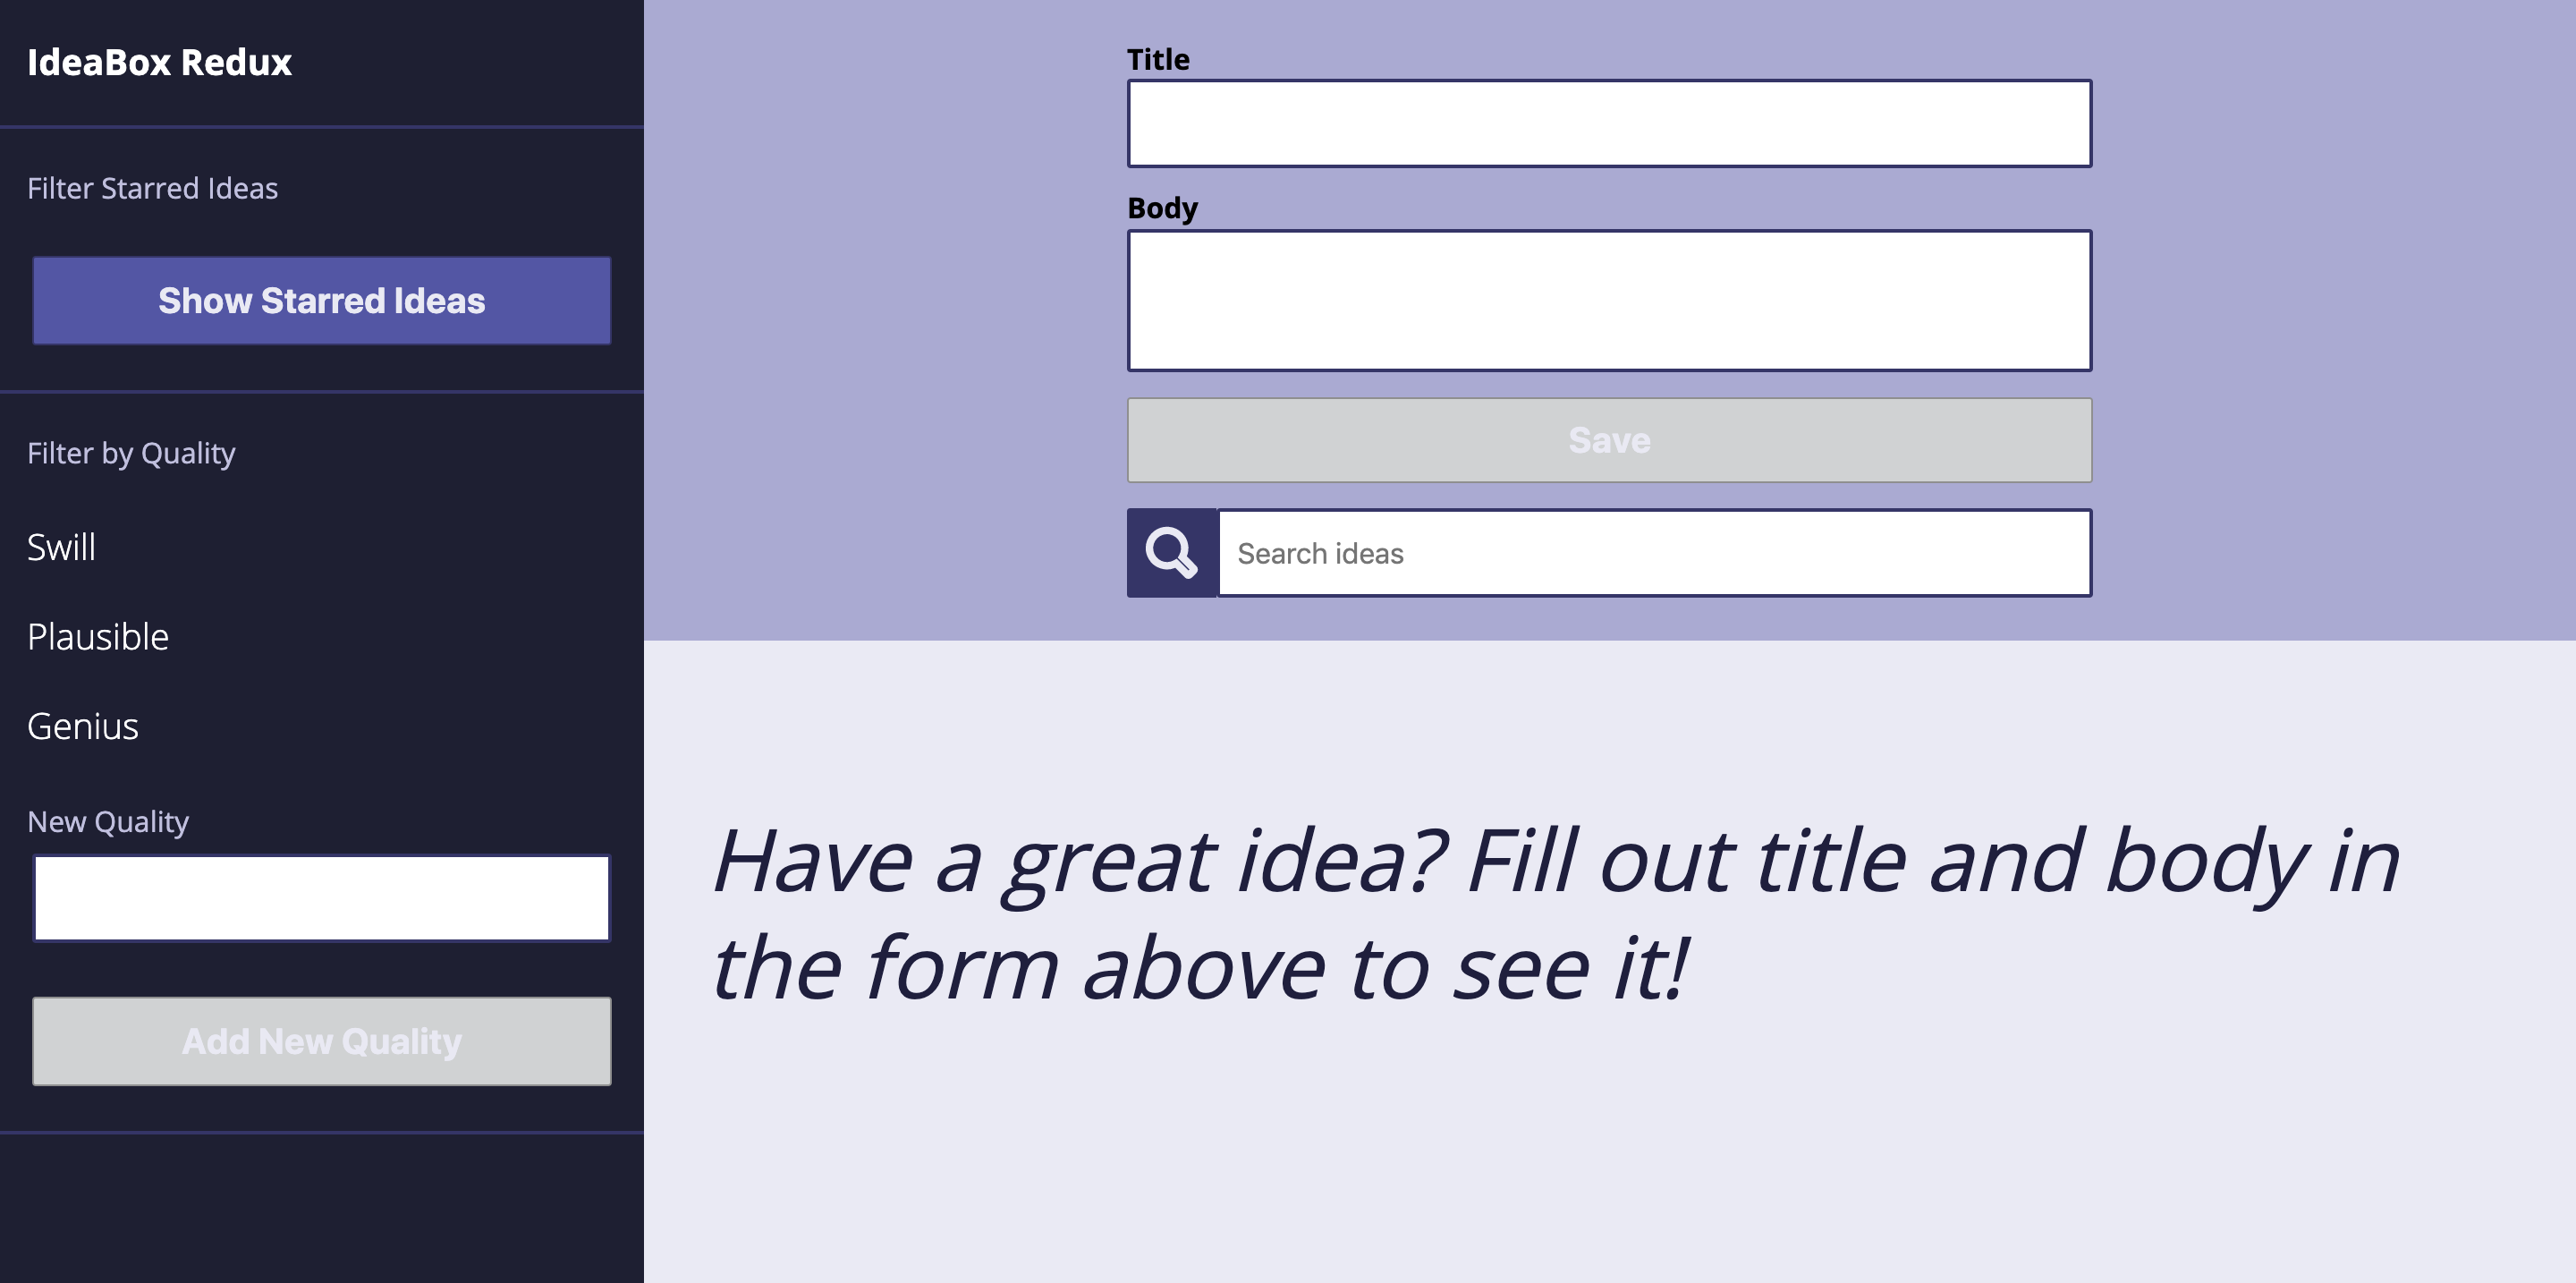 IdeaBox Redux
Filter Starred Ideas
Show Starred Ideas
Filter by Quality
Swill
Plausible
Genius
New Quality
Add New Quality
Title
Body
Save
Search ideas
Have a great idea? Fill out title and body in
the form above to see it!